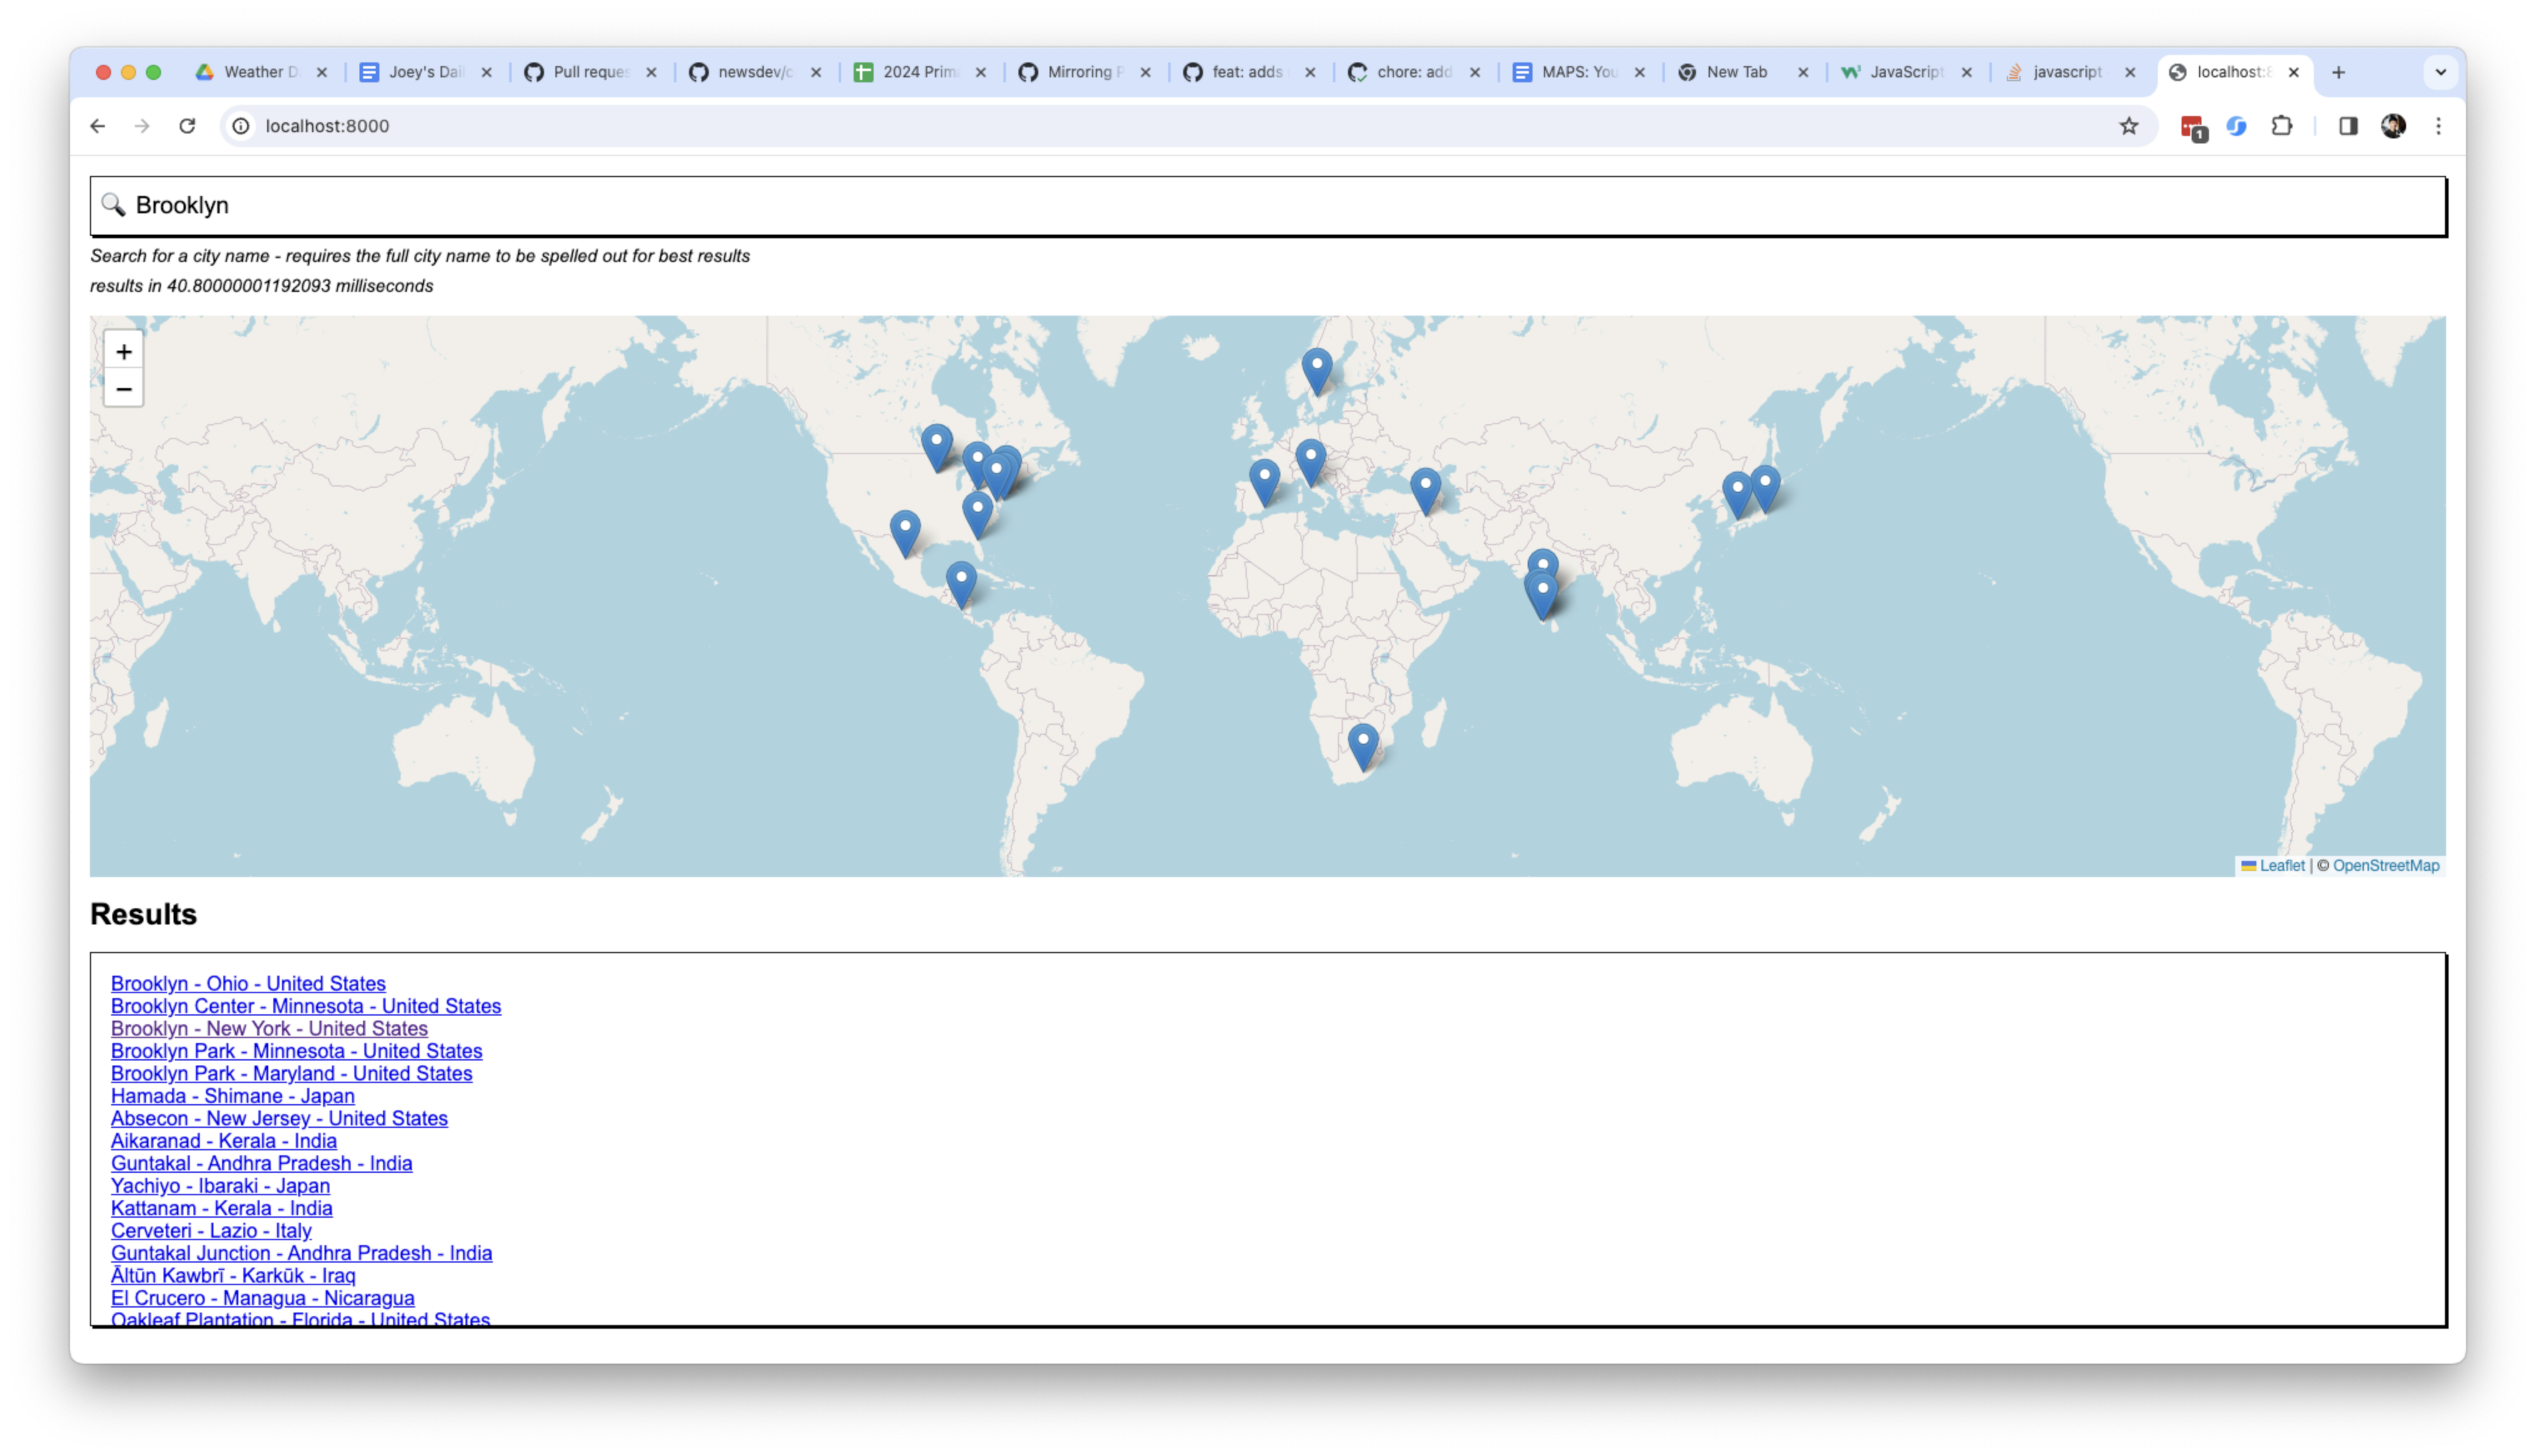 Weather D
Joey's Dai
Pull reques
newsdev/c
2024 Prim
Mirroring P
feat: adds
chore: add
MAPS: You
New Tab
JavaScript
javascript
localhost:8
localhost:8000
1
Brooklyn
Search for a city name - requires the full city name to be spelled out for best results
results in 40.80000001192093 milliseconds
+
−
Leaflet | © OpenStreetMap
Results
Brooklyn - Ohio - United States
Brooklyn Center - Minnesota - United States
Brooklyn - New York - United States
Brooklyn Park - Minnesota - United States
Brooklyn Park - Maryland - United States
Hamada - Shimane - Japan
Absecon - New Jersey - United States
Aikaranad - Kerala - India
Guntakal - Andhra Pradesh - India
Yachiyo - Ibaraki - Japan
Kattanam - Kerala - India
Cerveteri - Lazio - Italy
Guntakal Junction - Andhra Pradesh - India
Āltūn Kawbrī - Karkūk - Iraq
El Crucero - Managua - Nicaragua
Oakleaf Plantation - Florida - United States